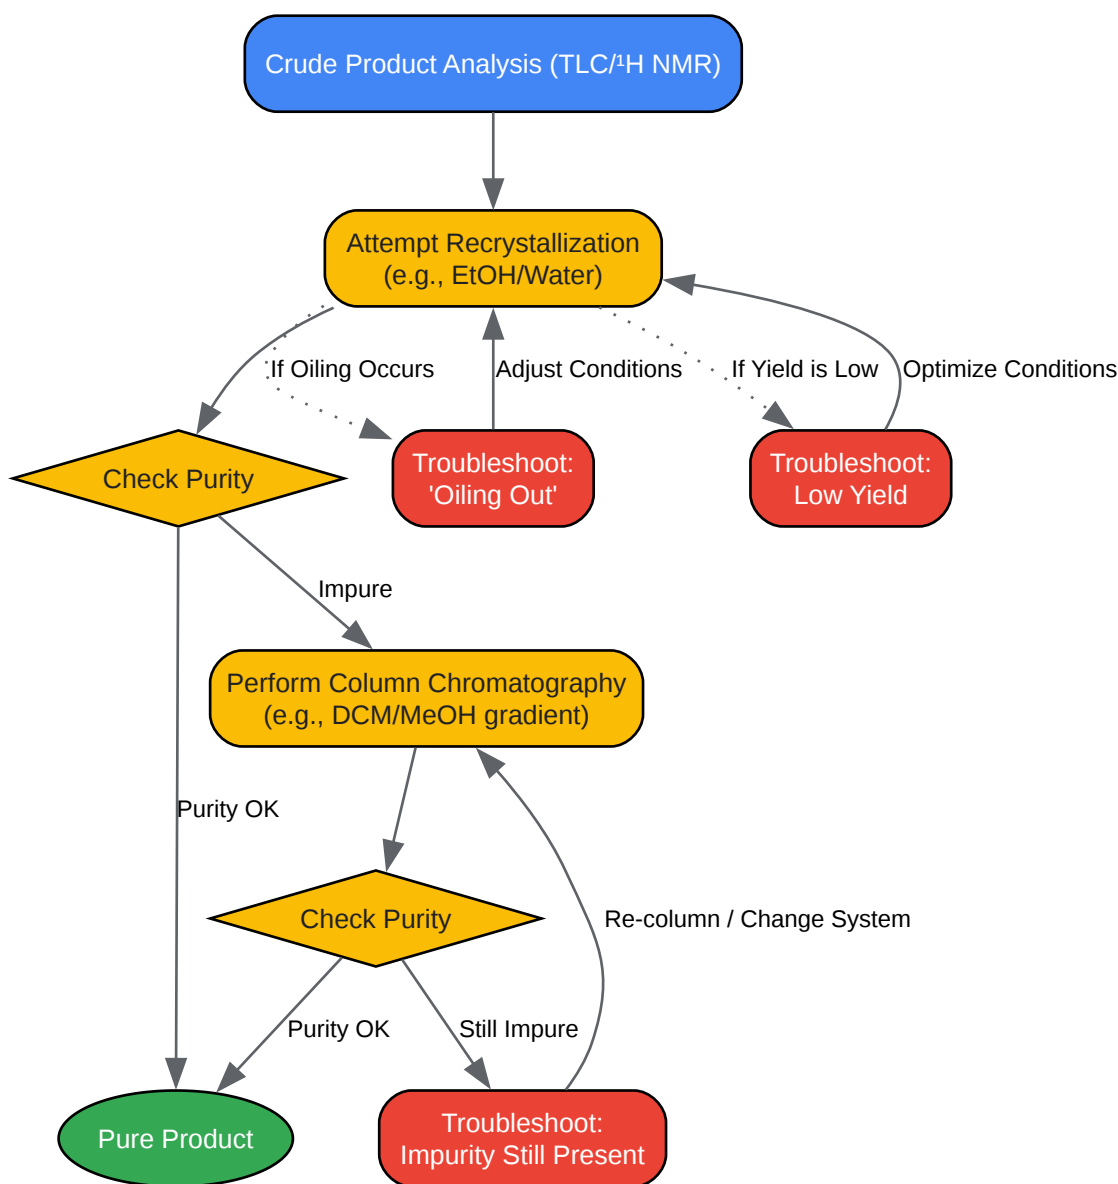 Crude Product Analysis (TLC/¹H NMR)
Attempt Recrystallization
(e.g., EtOH/Water)
If Oiling Occurs
Adjust Conditions
If Yield is Low
Optimize Conditions
Check Purity
Troubleshoot:
'Oiling Out'
Troubleshoot:
Low Yield
Impure
Perform Column Chromatography
(e.g., DCM/MeOH gradient)
Purity OK
Check Purity
Re-column / Change System
Purity OK
Still Impure
Pure Product
Troubleshoot:
Impurity Still Present